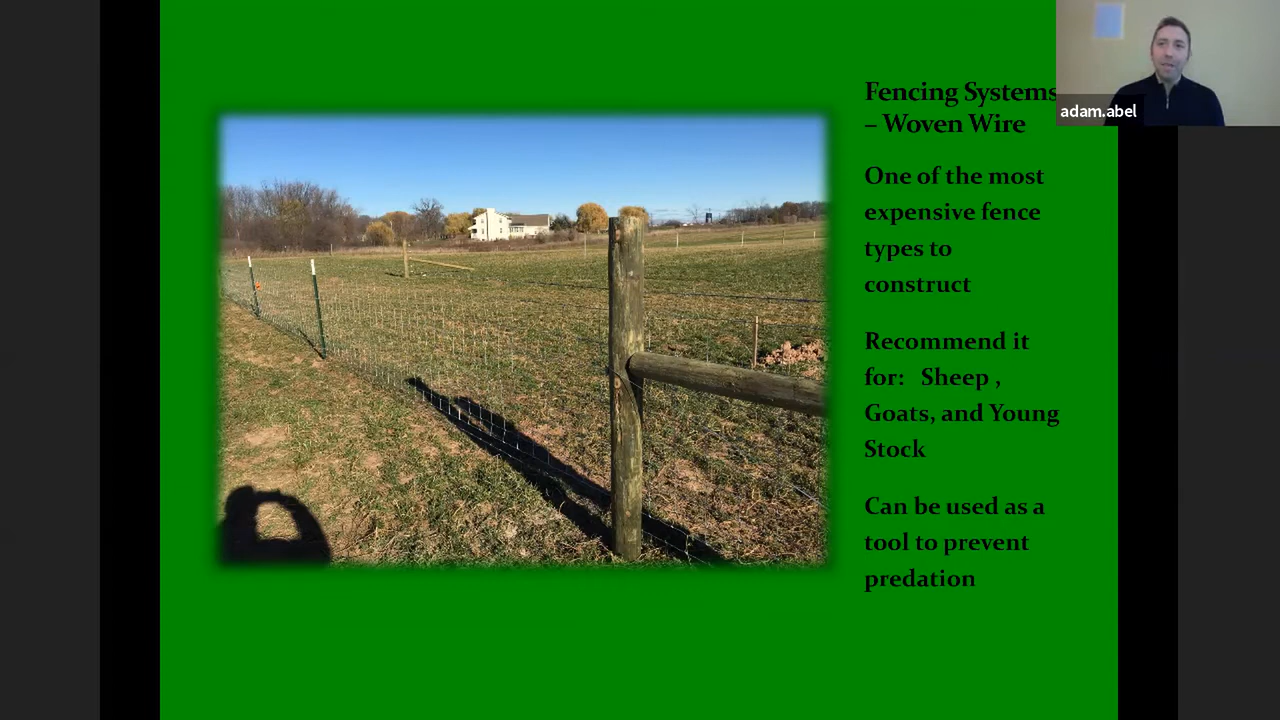 Fencing Systems
– Woven Wire
One of the most
expensive fence
types to
construct
Recommend it
for: Sheep ,
Goats, and Young
Stock
Can be used as a
tool to prevent
predation
adam.abel